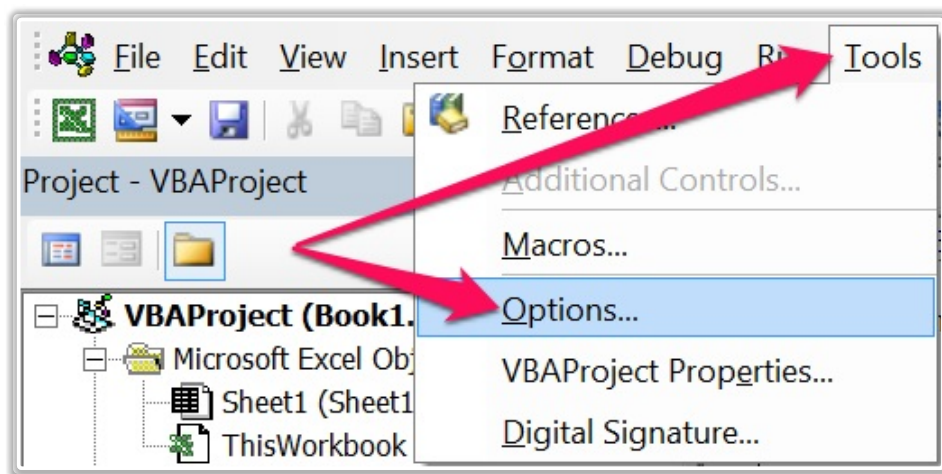 File Edit View Insert Format Debug Tools
References...
Project - VBAProject
Additional Controls...
Macros...
VBAProject (Book1.
Options...
Microsoft Excel Obj
VBAProject Properties...
Sheet1 (Sheet1
ThisWorkbook
Digital Signature...